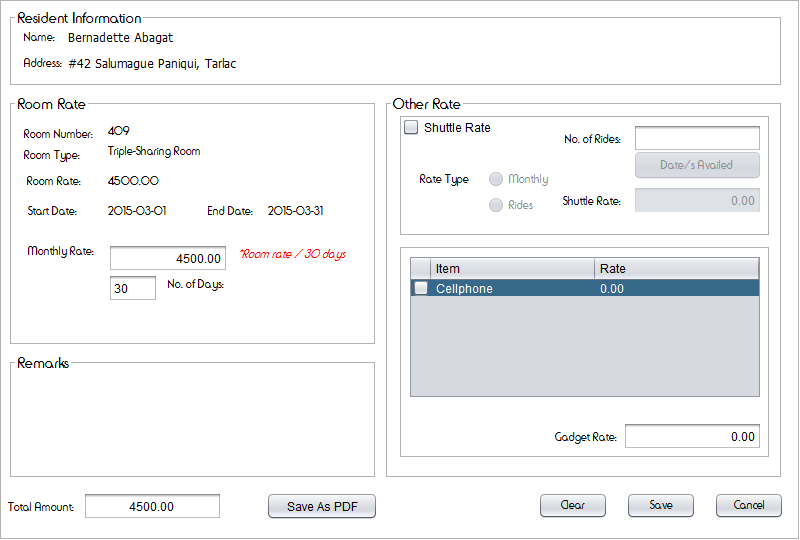 Resident Information
Name: Bernadette Abagat
Address: #42 Salumague Paniqui, Tarlac
Room Rate
Room Number: 409
Room Type: Triple-Sharing Room
Room Rate: 4500.00
Start Date: 2015-03-01 End Date: 2015-03-31
Monthly Rate: 4500.00 *Room rate / 30 days
30 No. of Days:
Remarks
Other Rate
Shuttle Rate
No. of Rides:
Date/s Availed
Rate Type Monthly
Rides
Shuttle Rate: 0.00
Item Rate
Cellphone 0.00
Gadget Rate: 0.00
Total Amount: 4500.00 Save As PDF Clear Save Cancel